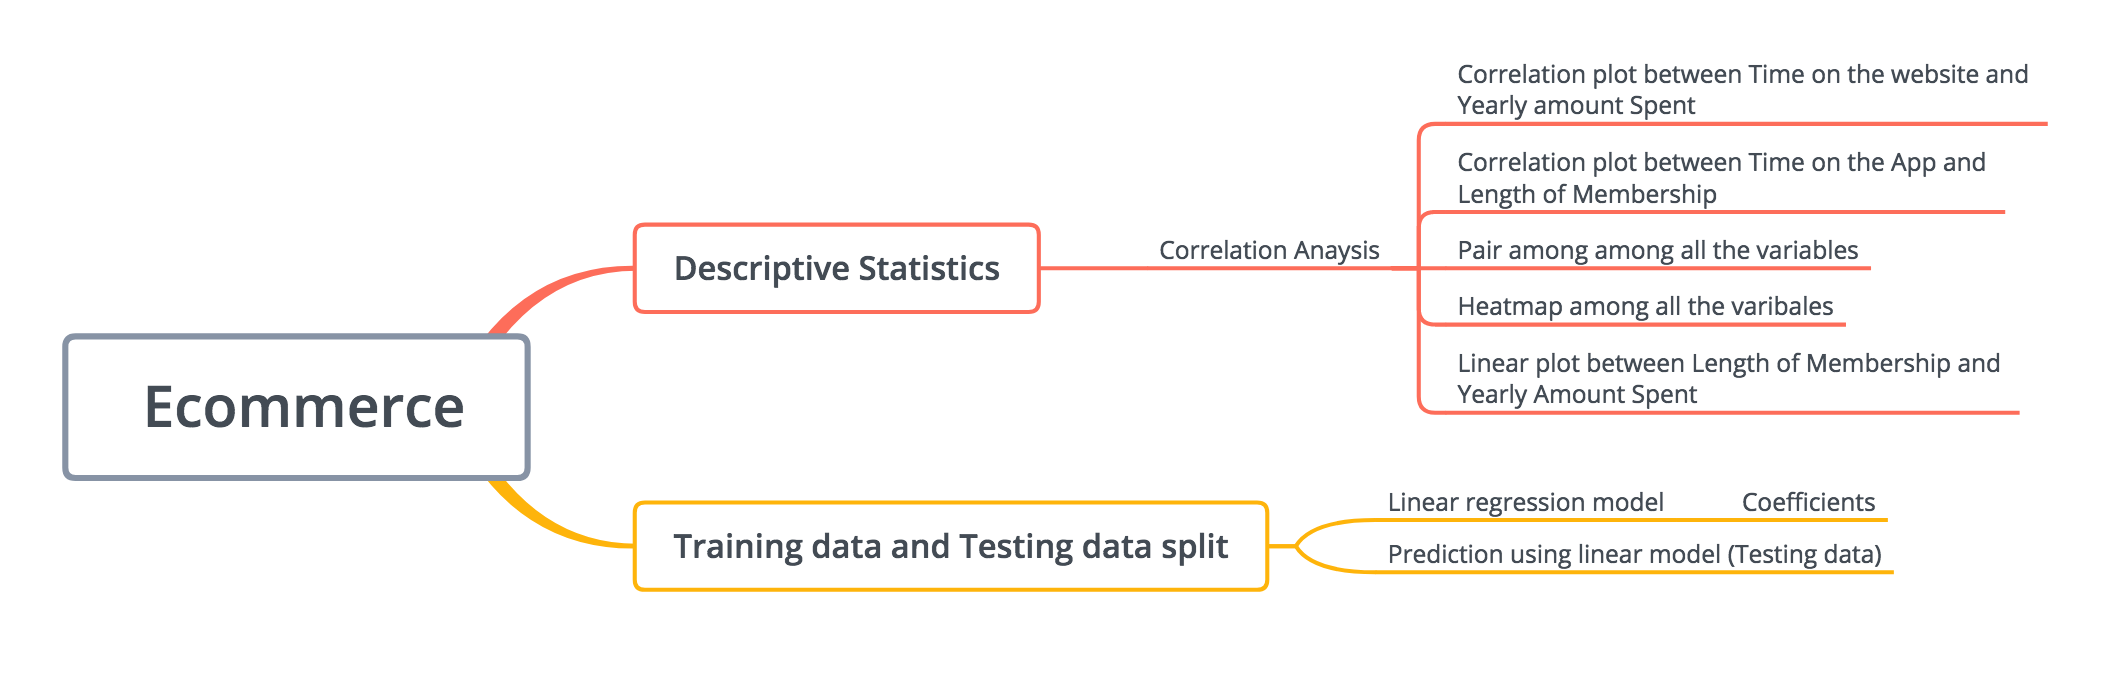 Ecommerce
Descriptive Statistics
Correlation Anaysis
Correlation plot between Time on the website and
Yearly amount Spent
Correlation plot between Time on the App and
Length of Membership
Pair among among all the variables
Heatmap among all the varibales
Linear plot between Length of Membership and
Yearly Amount Spent
Training data and Testing data split
Linear regression model
Coefficients
Prediction using linear model (Testing data)